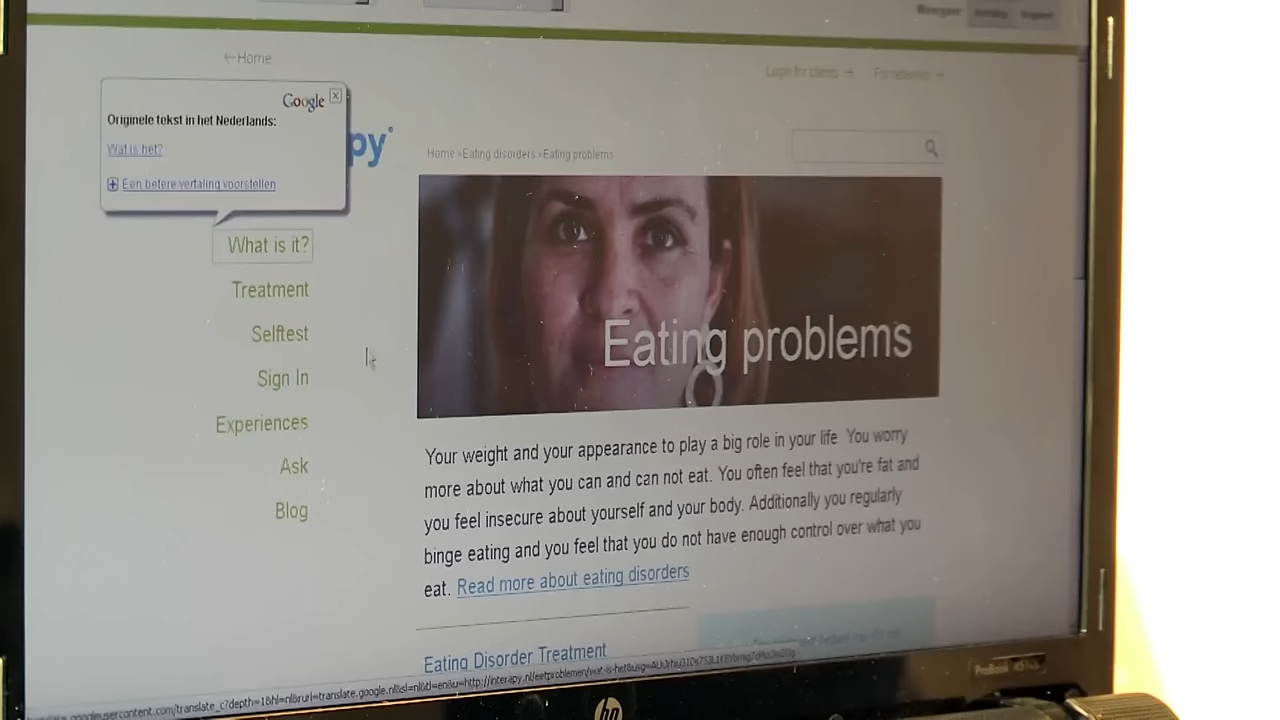 ←Home
Login for clients →
Google
Originele tekst in het Nederlands:
Wat is het?
Een betere vertaling voorstellen
py
Home »Eating disorders »Eating problems
What is it?
Treatment
Selftest
Sign In
Experiences
Ask
Blog
Eating problems
Your weight and your appearance to play a big role in your life You worry
more about what you can and can not eat. You often feel that you're fat and
you feel insecure about yourself and your body. Additionally you regularly
binge eating and you feel that you do not have enough control over what you
eat. Read more about eating disorders
Eating Disorder Treatment
hp
ProBook